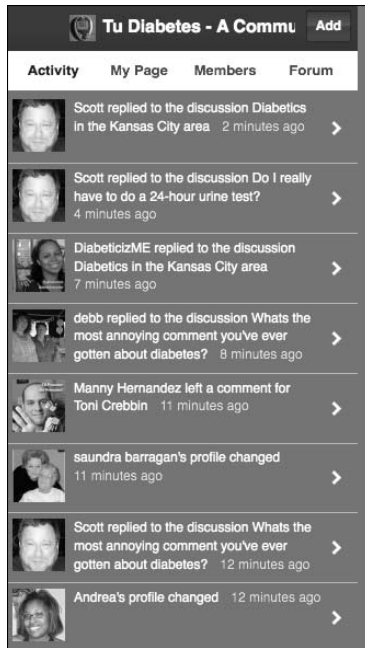 Tu Diabetes - A Commu
Add
Activity My Page Members Forum
Scott replied to the discussion Diabetics
in the Kansas City area 2 minutes ago
Scott replied to the discussion Do I really
have to do a 24-hour urine test?
4 minutes ago
DiabeticizME replied to the discussion
Diabetics in the Kansas City area
7 minutes ago
debb replied to the discussion Whats the
most annoying comment you've ever
gotten about diabetes? 8 minutes ago
Manny Hernandez left a comment for
Toni Crebbin 11 minutes ago
saundra barragan's profile changed
11 minutes ago
Scott replied to the discussion Whats the
most annoying comment you've ever
gotten about diabetes? 12 minutes ago
Andrea's profile changed 12 minutes ago